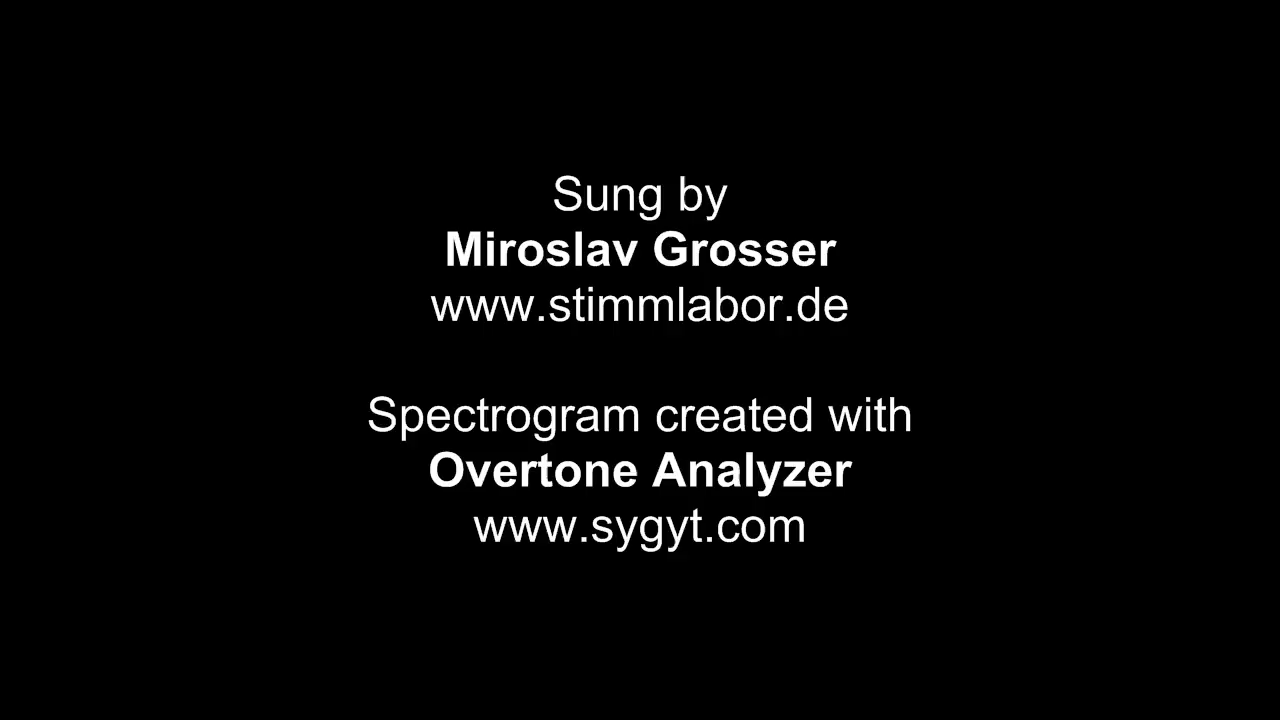 Sung by
Miroslav Grosser
www.stimmlabor.de
Spectrogram created with
Overtone Analyzer
www.sygyt.com